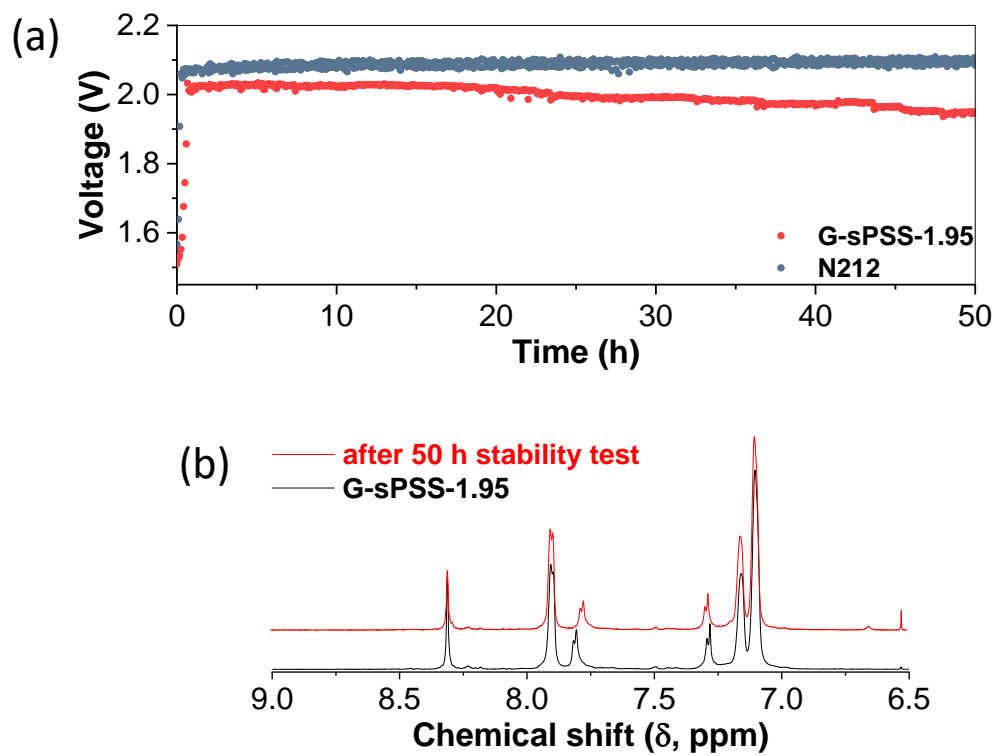 (a)
Voltage (V)
2.2
2.0
1.8
1.6
G-sPSS-1.95
N212
0 10 20 30 40 50
Time (h)
(b)
after 50 h stability test
G-sPSS-1.95
9.0 8.5 8.0 7.5 7.0 6.5
Chemical shift (δ, ppm)